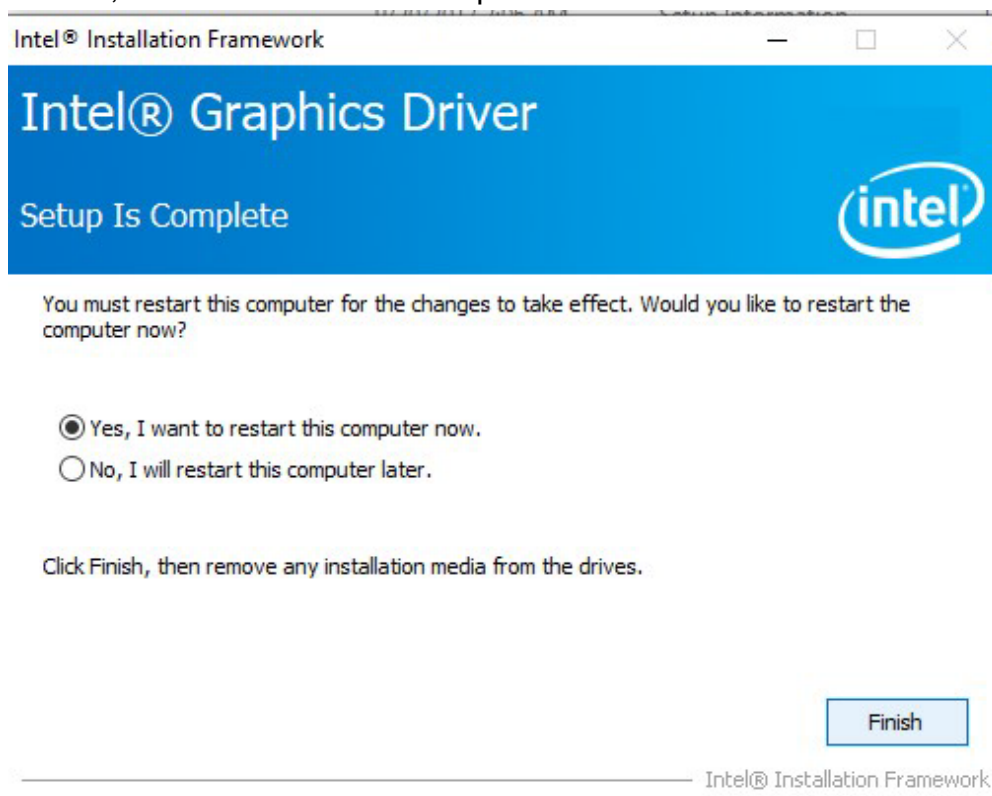 Intel® Installation Framework
Intel® Graphics Driver
Setup Is Complete
intel
You must restart this computer for the changes to take effect. Would you like to restart the
computer now?
Yes, I want to restart this computer now.
No, I will restart this computer later.
Click Finish, then remove any installation media from the drives.
Finish
Intel® Installation Framework